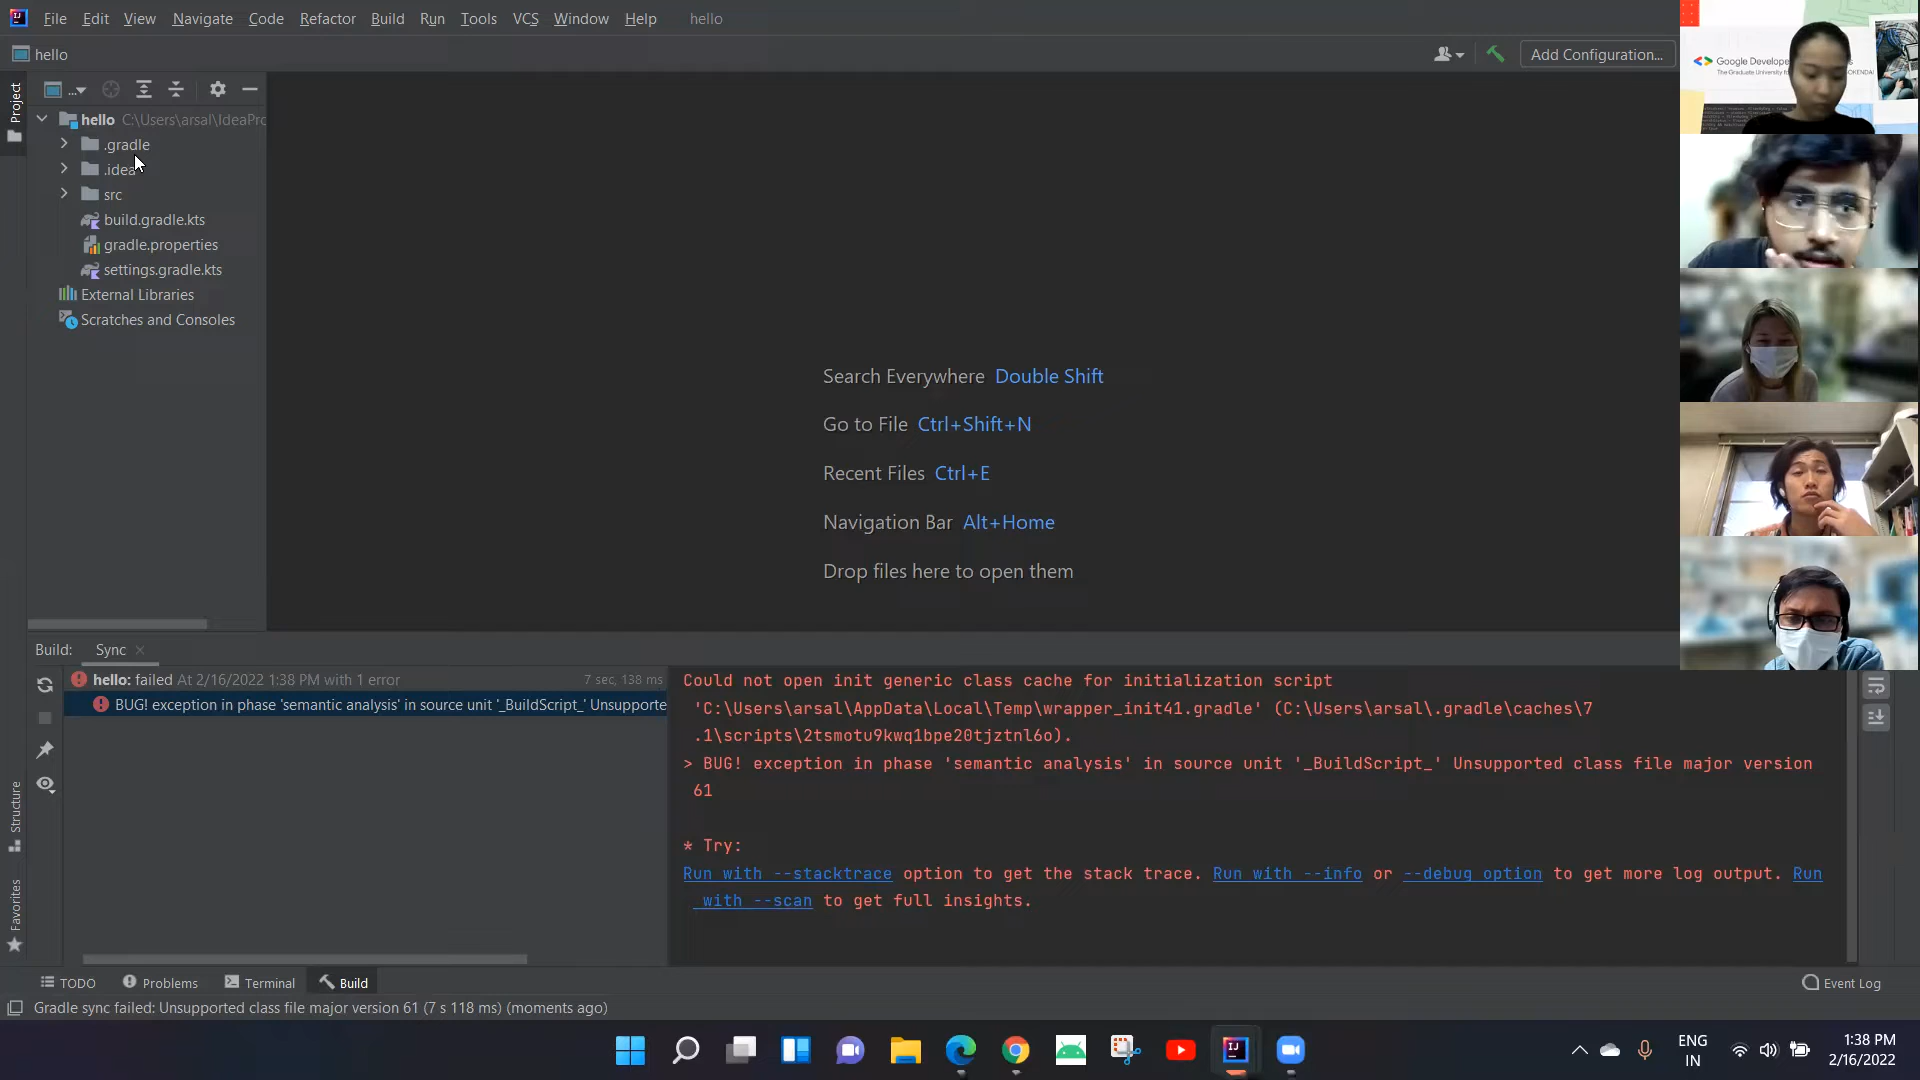 File Edit View Navigate Code Refactor Build Run Tools VCS Window Help hello
hello
Add Configuration...
Project
...
hello C:\Users\arsal\IdeaPro
.gradle
.idea
src
build.gradle.kts
gradle.properties
settings.gradle.kts
External Libraries
Scratches and Consoles
Search Everywhere Double Shift
Go to File Ctrl+Shift+N
Recent Files Ctrl+E
Navigation Bar Alt+Home
Drop files here to open them
Google Develope
The Graduate University
Build: Sync
hello: failed At 2/16/2022 1:38 PM with 1 error 7 sec, 138 ms
BUG! exception in phase 'semantic analysis' in source unit '_BuildScript_' Unsupporte
Could not open init generic class cache for initialization script
'C:\Users\arsal\AppData\Local\Temp\wrapper_init41.gradle' (C:\Users\arsal\.gradle\caches\7
.1\scripts\2tsmotu9kwq1bpe20tjztnl6o).
> BUG! exception in phase 'semantic analysis' in source unit '_BuildScript_' Unsupported class file major version
61
* Try:
Run with --stacktrace option to get the stack trace. Run with --info or --debug option to get more log output. Run
with --scan to get full insights.
Structure
Favorites
TODO Problems Terminal Build Event Log
Gradle sync failed: Unsupported class file major version 61 (7 s 118 ms) (moments ago)
IJ
ENG
IN
1:38 PM
2/16/2022